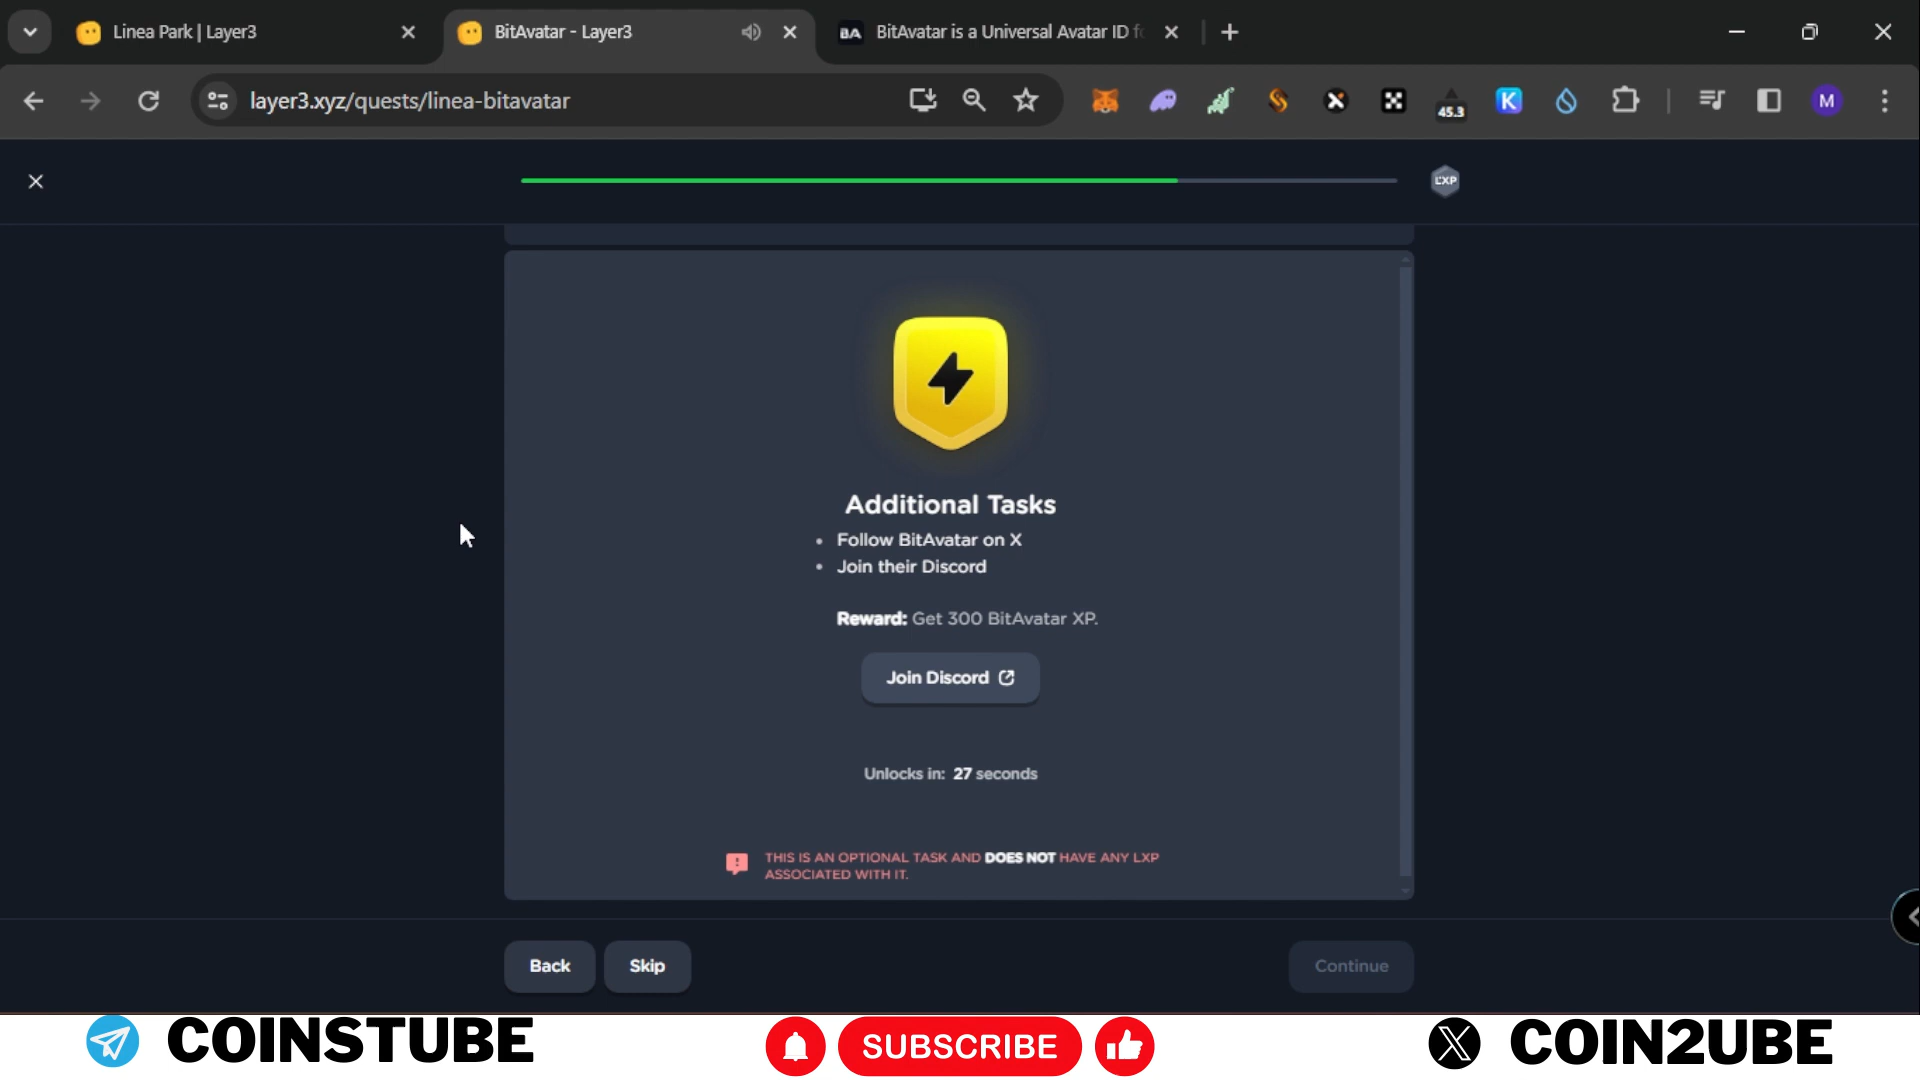 Linea Park | Layer3
BitAvatar - Layer3
BA
BitAvatar is a Universal Avatar ID fo
layer3.xyz/quests/linea-bitavatar
45.3
K
M
LXP
Additional Tasks
• Follow BitAvatar on X
• Join their Discord
Reward: Get 300 BitAvatar XP.
Join Discord
Unlocks in: 27 seconds
THIS IS AN OPTIONAL TASK AND DOES NOT HAVE ANY LXP
ASSOCIATED WITH IT.
Back
Skip
Continue
COINSTUBE
SUBSCRIBE
COIN2UBE